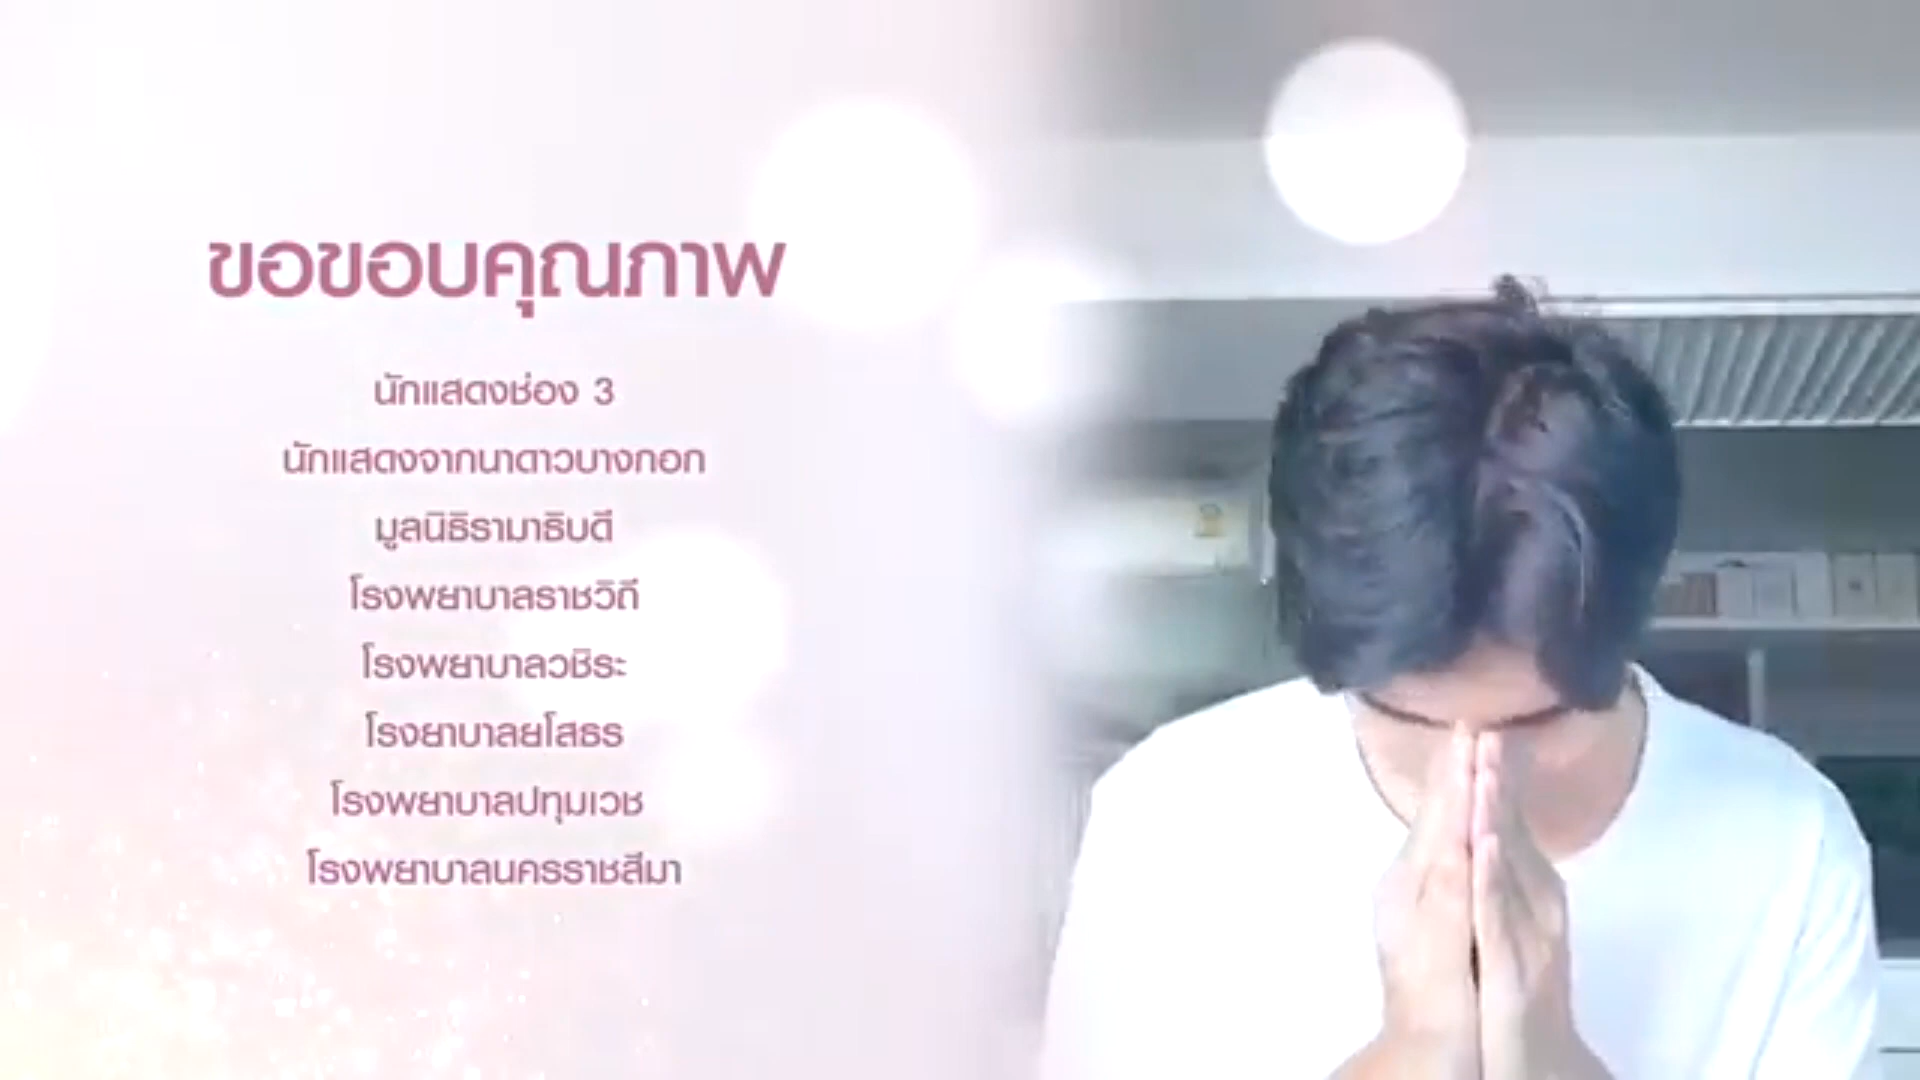 ขอขอบคุณภาพ
นักแสดงช่อง 3
นักแสดงจากนาดาวบางกอก
มูลนิธิรามาธิบดี
โรงพยาบาลราชวิถี
โรงพยาบาลวชิระ
โรงยาบาลยโสธร
โรงพยาบาลปทุมเวช
โรงพยาบาลนครราชสีมา